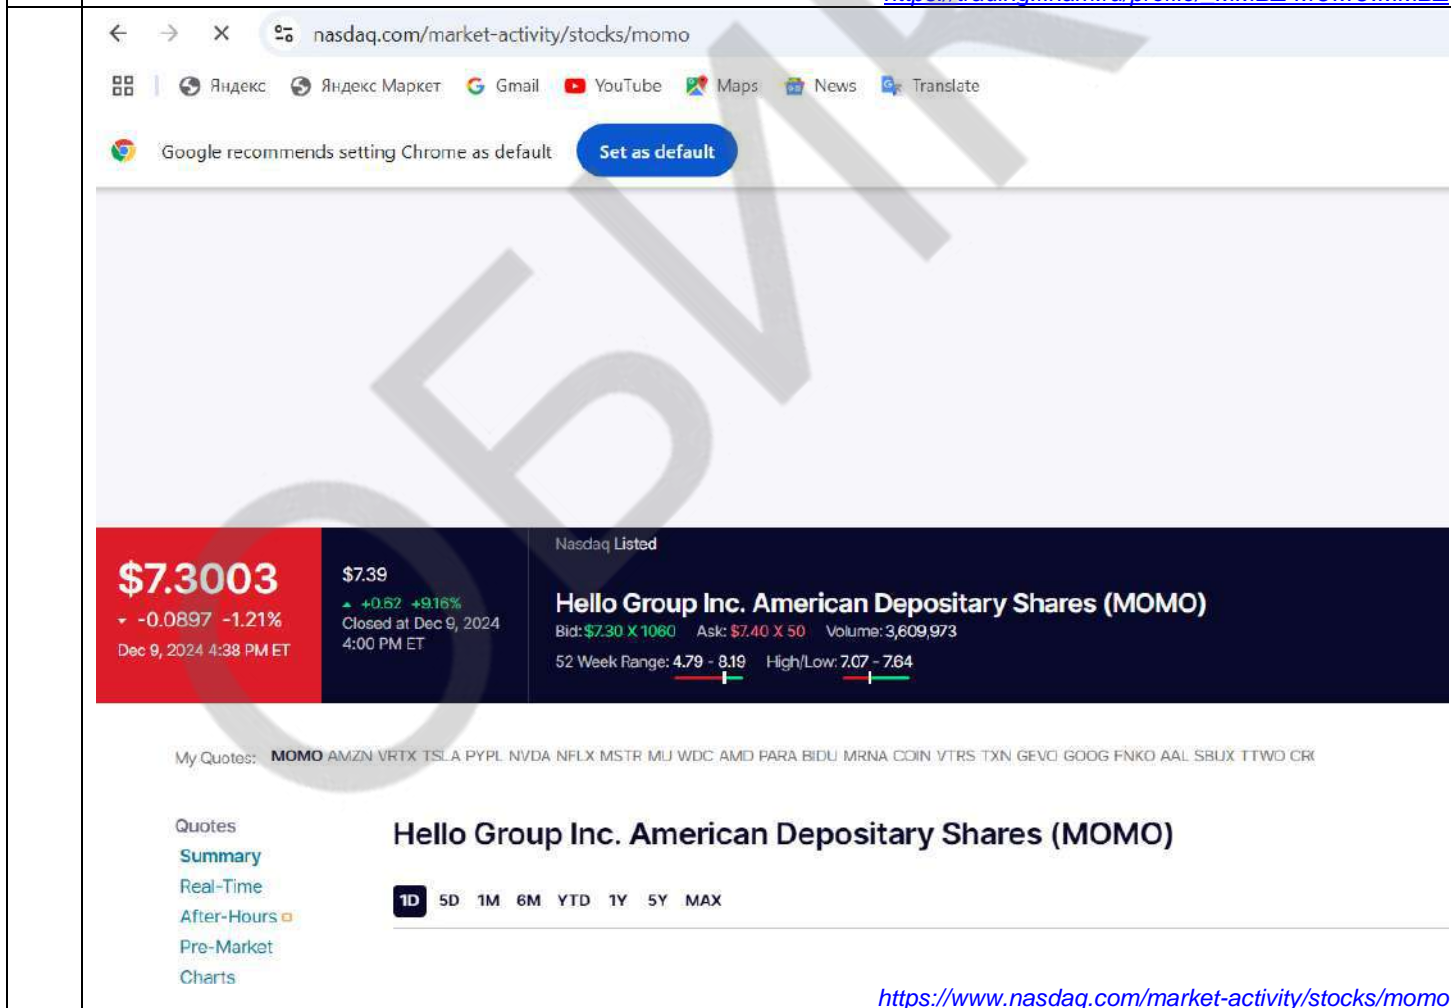 nasdaq.com/market-activity/stocks/momo
Яндекс Яндекс Маркет Gmail YouTube Maps News Translate
Google recommends setting Chrome as default Set as default
ОБИК
Nasdaq Listed
$7.3003
-0.0897 -1.21%
Dec 9, 2024 4:38 PM ET
$7.39
+0.62 +9.16%
Closed at Dec 9, 2024
4:00 PM ET
Hello Group Inc. American Depositary Shares (MOMO)
Bid: $7.30 X 1060 Ask: $7.40 X 50 Volume: 3,609,973
52 Week Range: 4.79 - 8.19 High/Low: 7.07 - 7.64
My Quotes: MOMO AMZN VRTX TSLA PYPL NVDA NFLX MSTR MU WDC AMD PARA BIDU MRNA COIN VTRS TXN GEVO GOOG FNKO AAL SBUX TTWO
Quotes
Summary
Real-Time
After-Hours
Pre-Market
Charts
Hello Group Inc. American Depositary Shares (MOMO)
1D 5D 1M 6M YTD 1Y 5Y MAX
https://www.nasdaq.com/market-activity/stocks/momo